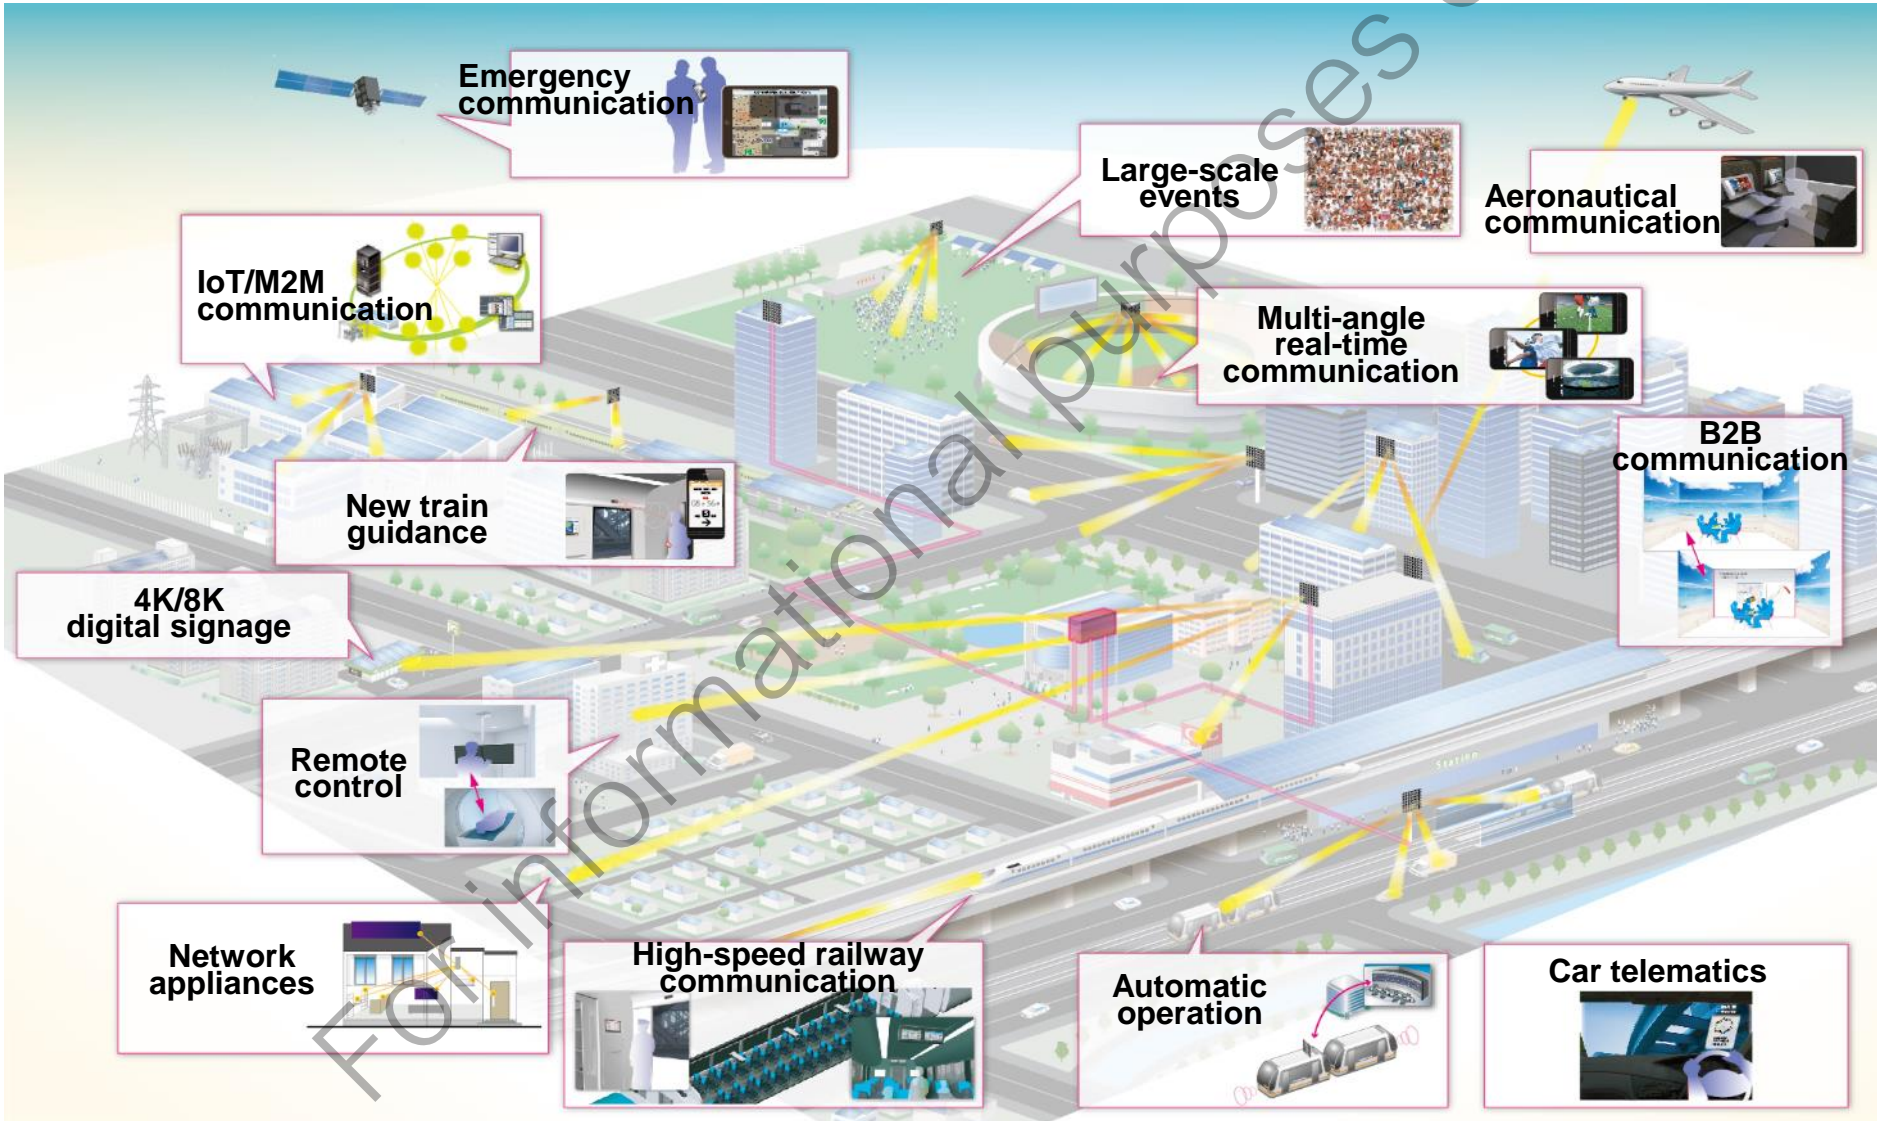 Emergency
communication
Large-scale
events
Aeronautical
communication
IoT/M2M
communication
Multi-angle
real-time
communication
B2B
communication
New train
guidance
4K/8K
digital signage
Remote
control
Station
Network
appliances
High-speed railway
communication
Automatic
operation
Car telematics
For informational purposes